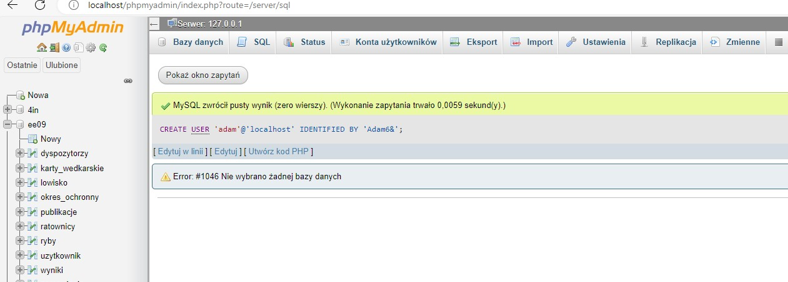 localhost/phpmyadmin/index.php?route=/server/sql
phpMyAdmin
Ostatnie Ulubione
Nowa
4in
ee09
Nowy
dyspozytorzy
karty_wedkarskie
lowisko
okres_ochronny
publikacje
ratownicy
ryby
uzytkownik
wyniki
Serwer: 127.0.0.1
Bazy danych SQL Status Konta użytkowników Eksport Import Ustawienia Replikacja Zmienne
Pokaż okno zapytań
MySQL zwrócił pusty wynik (zero wierszy). (Wykonanie zapytania trwało 0,0059 sekund(y).)
CREATE USER 'adam'@'localhost' IDENTIFIED BY 'Adam6&';
[ Edytuj w linii ] [ Edytuj ] [ Utwórz kod PHP ]
Error: #1046 Nie wybrano żadnej bazy danych